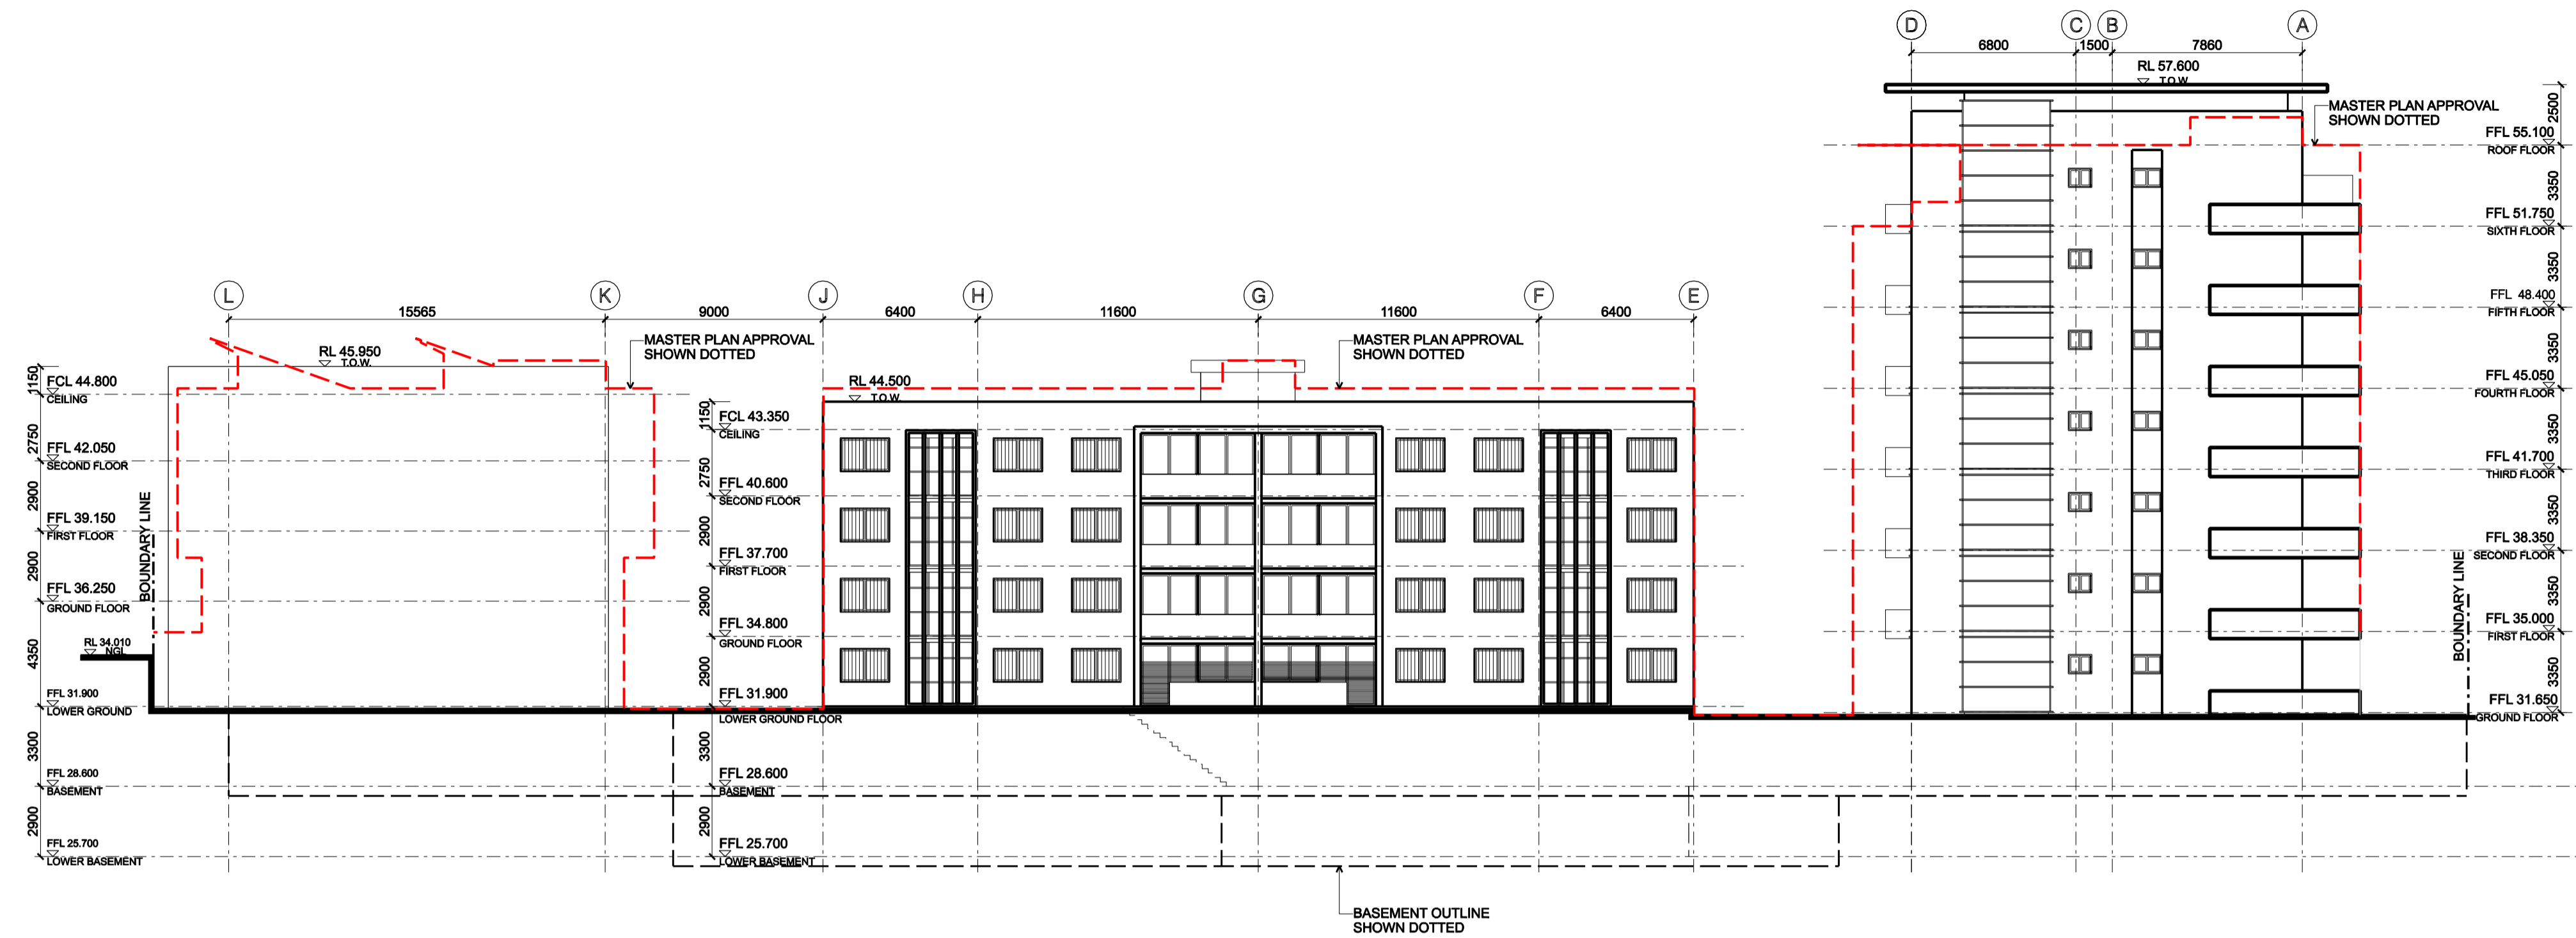 D
C
B
A
6800
1500
7860
RL 57.600
T.O.W
MASTER PLAN APPROVAL
SHOWN DOTTED
2500
FFL 55.100
ROOF FLOOR
3350
FFL 51.750
SIXTH FLOOR
3350
FFL 48.400
FIFTH FLOOR
3350
FFL 45.050
FOURTH FLOOR
3350
FFL 41.700
THIRD FLOOR
3350
FFL 38.350
SECOND FLOOR
3350
FFL 35.000
FIRST FLOOR
3350
FFL 31.650
GROUND FLOOR
BOUNDARY LINE
L
K
J
H
G
F
E
15565
9000
6400
11600
11600
6400
MASTER PLAN APPROVAL
SHOWN DOTTED
MASTER PLAN APPROVAL
SHOWN DOTTED
RL 45.950
T.O.W.
RL 44.500
T.O.W.
1150
FCL 44.800
CEILING
2750
FFL 42.050
SECOND FLOOR
2900
FFL 39.150
FIRST FLOOR
2900
FFL 36.250
GROUND FLOOR
BOUNDARY LINE
RL 34.010
NGL
4350
FFL 31.900
LOWER GROUND
3300
FFL 28.600
BASEMENT
2900
FFL 25.700
LOWER BASEMENT
1150
FCL 43.350
CEILING
2750
FFL 40.600
SECOND FLOOR
2900
FFL 37.700
FIRST FLOOR
2900
FFL 34.800
GROUND FLOOR
2900
FFL 31.900
LOWER GROUND FLOOR
3300
FFL 28.600
BASEMENT
2900
FFL 25.700
LOWER BASEMENT
BASEMENT OUTLINE
SHOWN DOTTED